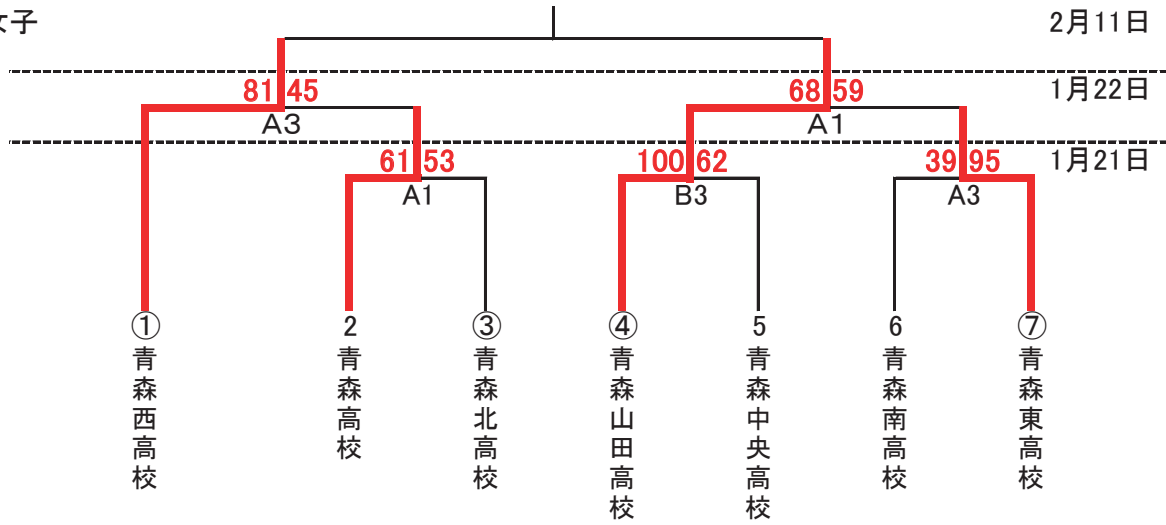 女子
2月11日
81 45
68 59
1月22日
A3
A1
61 53
100 62
39 95
1月21日
A1
B3
A3
①
2
③
④
5
6
⑦
青森西高校
青森高校
青森北高校
青森山田高校
青森中央高校
青森南高校
青森東高校